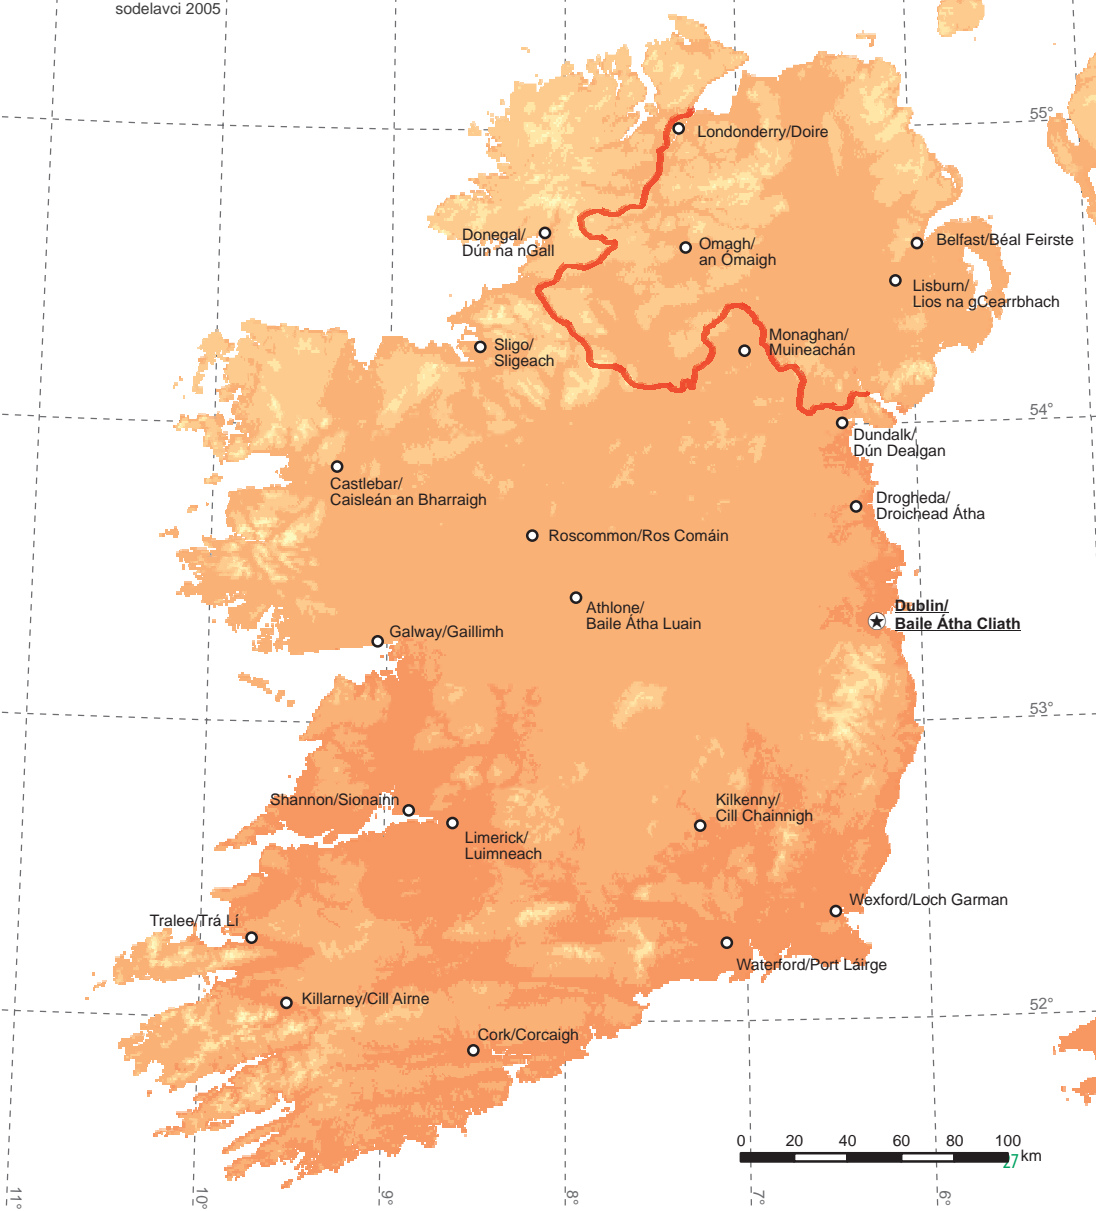 sodelavci 2005
55°
Londonderry/Doire
Donegal/
Dún na nGall
Omagh/
an Ómaigh
Belfast/Béal Feirste
Lisburn/
Lios na gCearrbhach
Sligo/
Sligeach
Monaghan/
Muineachán
54°
Dundalk/
Dún Dealgan
Castlebar/
Caisleán an Bharraigh
Drogheda/
Droichead Átha
Roscommon/Ros Comáin
Athlone/
Baile Átha Luain
Dublin/
Baile Átha Cliath
Galway/Gaillimh
53°
Shannon/Sionainn
Limerick/
Luimneach
Kilkenny/
Cill Chainnigh
Wexford/Loch Garman
Tralee/Trá Lí
Waterford/Port Láirge
Killarney/Cill Airne
52°
Cork/Corcaigh
0 20 40 60 80 100
27 km
11° 10° 9° 8° 7° 6°